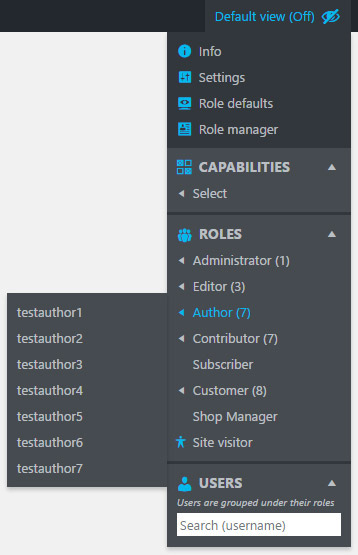 Default view (Off)
Info
Settings
Role defaults
Role manager
CAPABILITIES
Select
ROLES
Administrator (1)
Editor (3)
Author (7)
testauthor1
testauthor2
testauthor3
testauthor4
testauthor5
testauthor6
testauthor7
Contributor (7)
Subscriber
Customer (8)
Shop Manager
Site visitor
USERS
Users are grouped under their roles
Search (username)